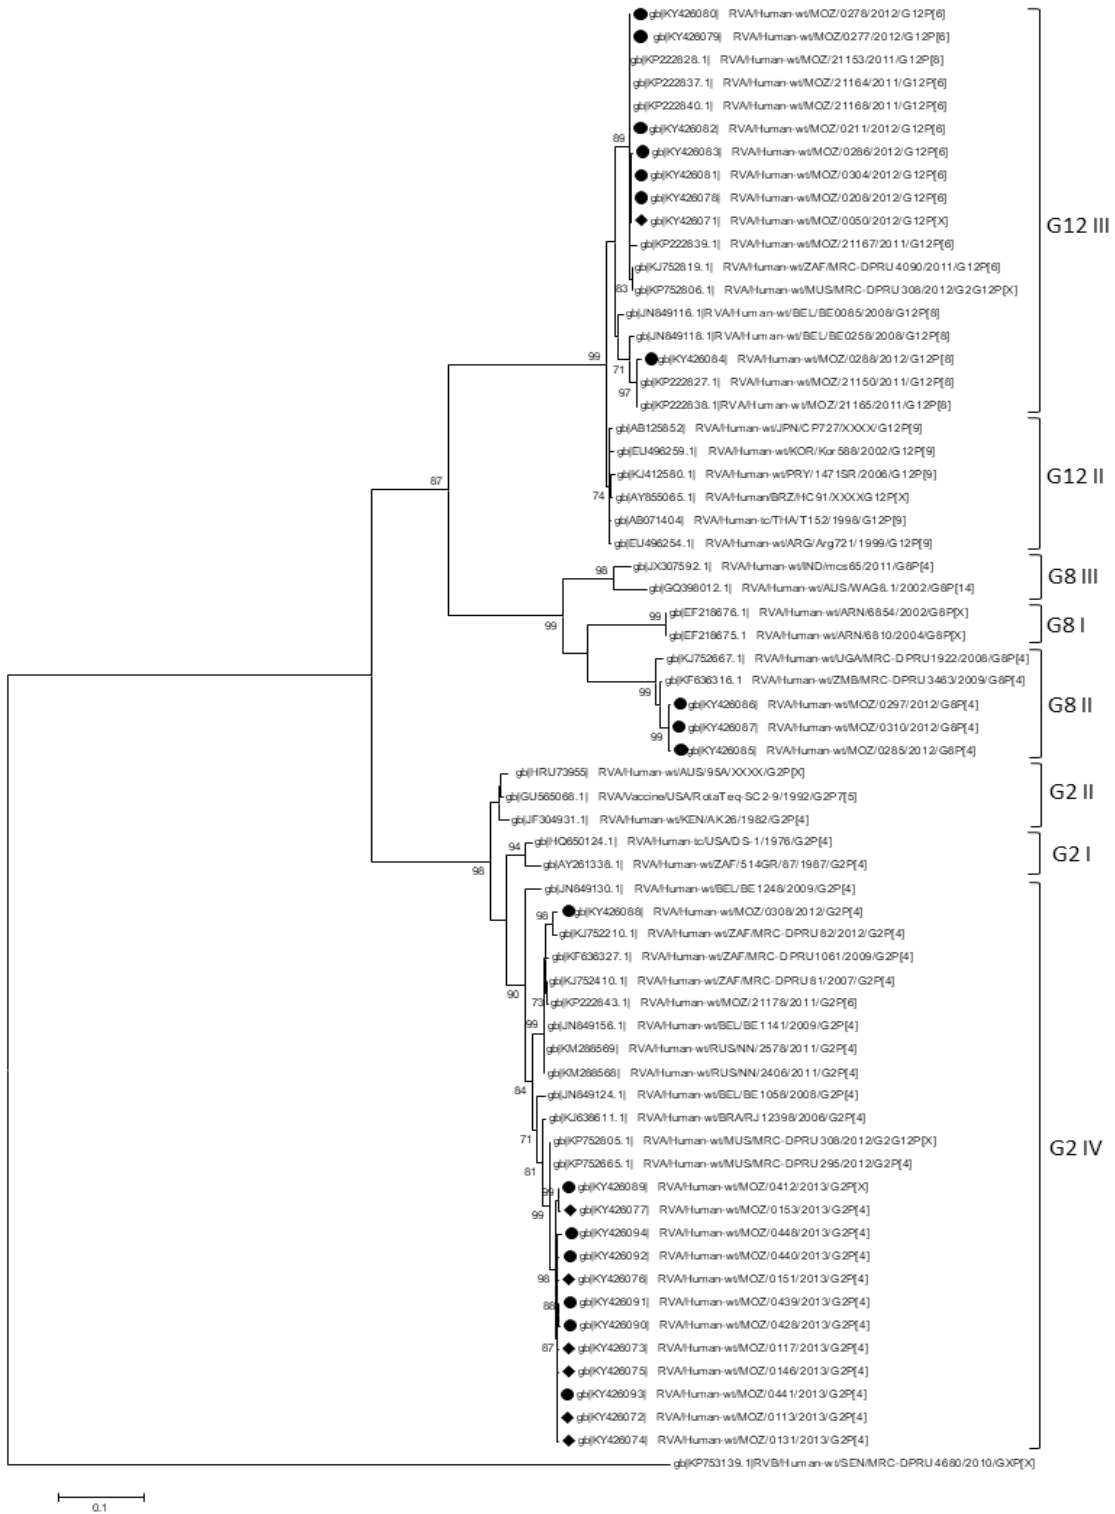 gb|KY426080| RVA/Human-wt/MOZ/0278/2012/G12P[6]
gb|KY426079| RVA/Human-wt/MOZ/0277/2012/G12P[6]
gb|KP222828.1| RVA/Human-wt/MOZ/21153/2011/G12P[8]
gb|KP222837.1| RVA/Human-wt/MOZ/21164/2011/G12P[6]
gb|KP222840.1| RVA/Human-wt/MOZ/21168/2011/G12P[6]
gb|KY426082| RVA/Human-wt/MOZ/0211/2012/G12P[6]
89
gb|KY426083| RVA/Human-wt/MOZ/0286/2012/G12P[6]
gb|KY426081| RVA/Human-wt/MOZ/0304/2012/G12P[6]
gb|KY426078| RVA/Human-wt/MOZ/0208/2012/G12P[6]
gb|KY426071| RVA/Human-wt/MOZ/0050/2012/G12P[X]
G12 III
gb|KP222839.1| RVA/Human-wt/MOZ/21167/2011/G12P[6]
gb|KJ752819.1| RVA/Human-wt/ZAF/MRC-DPRU4090/2011/G12P[6]
83
gb|KP752806.1| RVA/Human-wt/MUS/MRC-DPRU308/2012/G2G12P[X]
gb|JN849116.1|RVA/Human-wt/BEL/BE0085/2008/G12P[8]
gb|JN849118.1|RVA/Human-wt/BEL/BE0258/2008/G12P[8]
99
gb|KY426084| RVA/Human-wt/MOZ/0288/2012/G12P[8]
71
gb|KP222827.1| RVA/Human-wt/MOZ/21150/2011/G12P[8]
97
gb|KP222838.1|RVA/Human-wt/MOZ/21165/2011/G12P[8]
gb|AB125852| RVA/Human-wt/JPN/CP727/XXXX/G12P[9]
gb|EU496259.1| RVA/Human-wt/KOR/Kor588/2002/G12P[9]
gb|KJ412580.1| RVA/Human-wt/PRY/1471SR/2006/G12P[9]
G12 II
87
74
gb|AY855065.1| RVA/Human/BRZ/HC91/XXXXG12P[X]
gb|AB071404| RVA/Human-tc/THA/T152/1998/G12P[9]
gb|EU496254.1| RVA/Human-wt/ARG/Arg721/1999/G12P[9]
98
gb|JX307592.1| RVA/Human-wt/IND/mcs65/2011/G8P[4]
G8 III
gb|GQ398012.1| RVA/Human-wt/AUS/WAG8.1/2002/G8P[14]
99
gb|EF218676.1| RVA/Human-wt/ARN/6854/2002/G8P[X]
G8 I
99
gb|EF218675.1 RVA/Human-wt/ARN/6810/2004/G8P[X]
gb|KJ752667.1| RVA/Human-wt/UGA/MRC-DPRU1922/2008/G8P[4]
gb|KF636316.1 RVA/Human-wt/ZMB/MRC-DPRU3463/2009/G8P[4]
99
gb|KY426086| RVA/Human-wt/MOZ/0297/2012/G8P[4]
G8 II
gb|KY426087| RVA/Human-wt/MOZ/0310/2012/G8P[4]
99
gb|KY426085| RVA/Human-wt/MOZ/0285/2012/G8P[4]
gb|HRU73955| RVA/Human-wt/AUS/95A/XXXX/G2P[X]
gb|GU565068.1| RVA/Vaccine/USA/RotaTeq-SC2-9/1992/G2P7[5]
G2 II
gb|JF304931.1| RVA/Human-wt/KEN/AK26/1982/G2P[4]
94
gb|HQ650124.1| RVA/Human-tc/USA/DS-1/1976/G2P[4]
G2 I
98
gb|AY261338.1| RVA/Human-wt/ZAF/514GR/87/1987/G2P[4]
gb|JN849130.1| RVA/Human-wt/BEL/BE1248/2009/G2P[4]
98
gb|KY426088| RVA/Human-wt/MOZ/0308/2012/G2P[4]
gb|KJ752210.1| RVA/Human-wt/ZAF/MRC-DPRU82/2012/G2P[4]
gb|KF636327.1| RVA/Human-wt/ZAF/MRC-DPRU1061/2009/G2P[4]
gb|KJ752410.1| RVA/Human-wt/ZAF/MRC-DPRU81/2007/G2P[4]
90
73
gb|KP222843.1| RVA/Human-wt/MOZ/21178/2011/G2P[6]
99
gb|JN849156.1| RVA/Human-wt/BEL/BE1141/2009/G2P[4]
gb|KM288569| RVA/Human-wt/RUS/NN/2578/2011/G2P[4]
gb|KM288568| RVA/Human-wt/RUS/NN/2406/2011/G2P[4]
84
gb|JN849124.1| RVA/Human-wt/BEL/BE1058/2008/G2P[4]
gb|KJ638611.1| RVA/Human-wt/BRA/RJ12398/2006/G2P[4]
71
gb|KP752805.1| RVA/Human-wt/MUS/MRC-DPRU308/2012/G2G12P[X]
G2 IV
81
gb|KP752665.1| RVA/Human-wt/MUS/MRC-DPRU295/2012/G2P[4]
99
gb|KY426089| RVA/Human-wt/MOZ/0412/2013/G2P[X]
99
gb|KY426077| RVA/Human-wt/MOZ/0153/2013/G2P[4]
gb|KY426094| RVA/Human-wt/MOZ/0448/2013/G2P[4]
gb|KY426092| RVA/Human-wt/MOZ/0440/2013/G2P[4]
98
gb|KY426076| RVA/Human-wt/MOZ/0151/2013/G2P[4]
88
gb|KY426091| RVA/Human-wt/MOZ/0439/2013/G2P[4]
gb|KY426090| RVA/Human-wt/MOZ/0428/2013/G2P[4]
87
gb|KY426073| RVA/Human-wt/MOZ/0117/2013/G2P[4]
gb|KY426075| RVA/Human-wt/MOZ/0146/2013/G2P[4]
gb|KY426093| RVA/Human-wt/MOZ/0441/2013/G2P[4]
gb|KY426072| RVA/Human-wt/MOZ/0113/2013/G2P[4]
gb|KY426074| RVA/Human-wt/MOZ/0131/2013/G2P[4]
gb|KP753139.1|RVB/Human-wt/SEN/MRC-DPRU4680/2010/GXP[X]
0.1